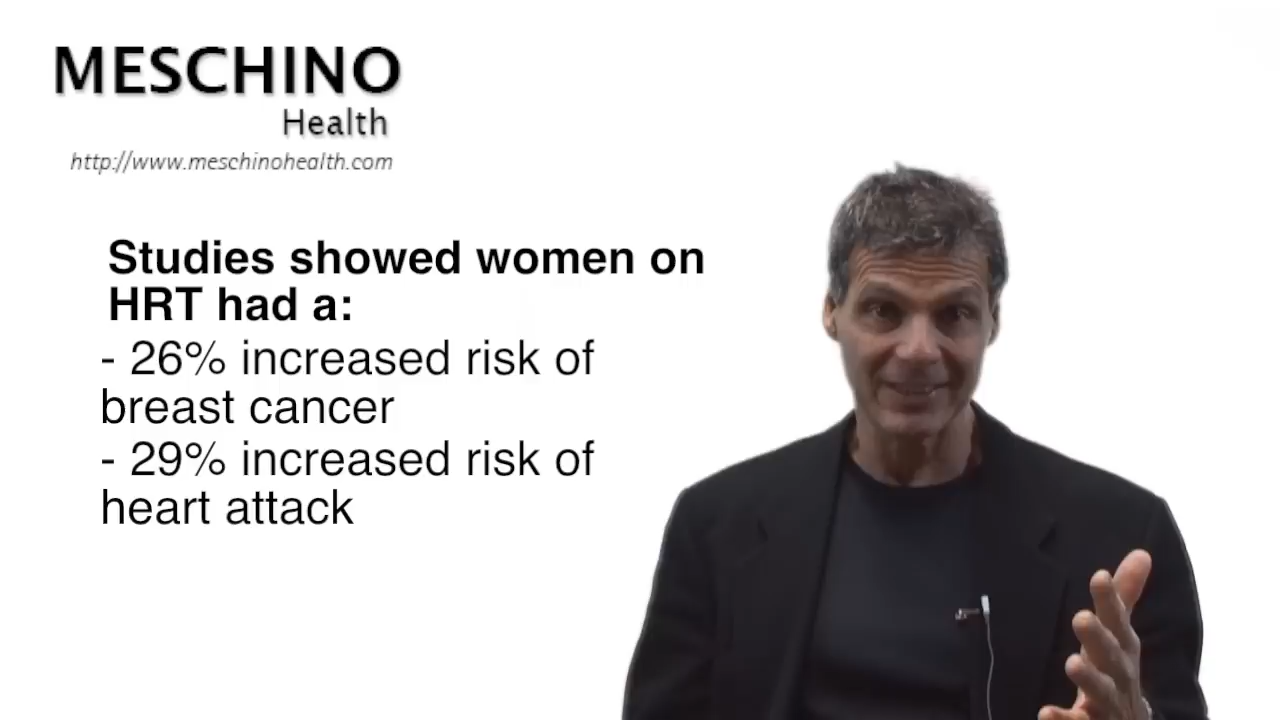 MESCHINO
Health
http://www.meschinohealth.com
Studies showed women on
HRT had a:
- 26% increased risk of
breast cancer
- 29% increased risk of
heart attack